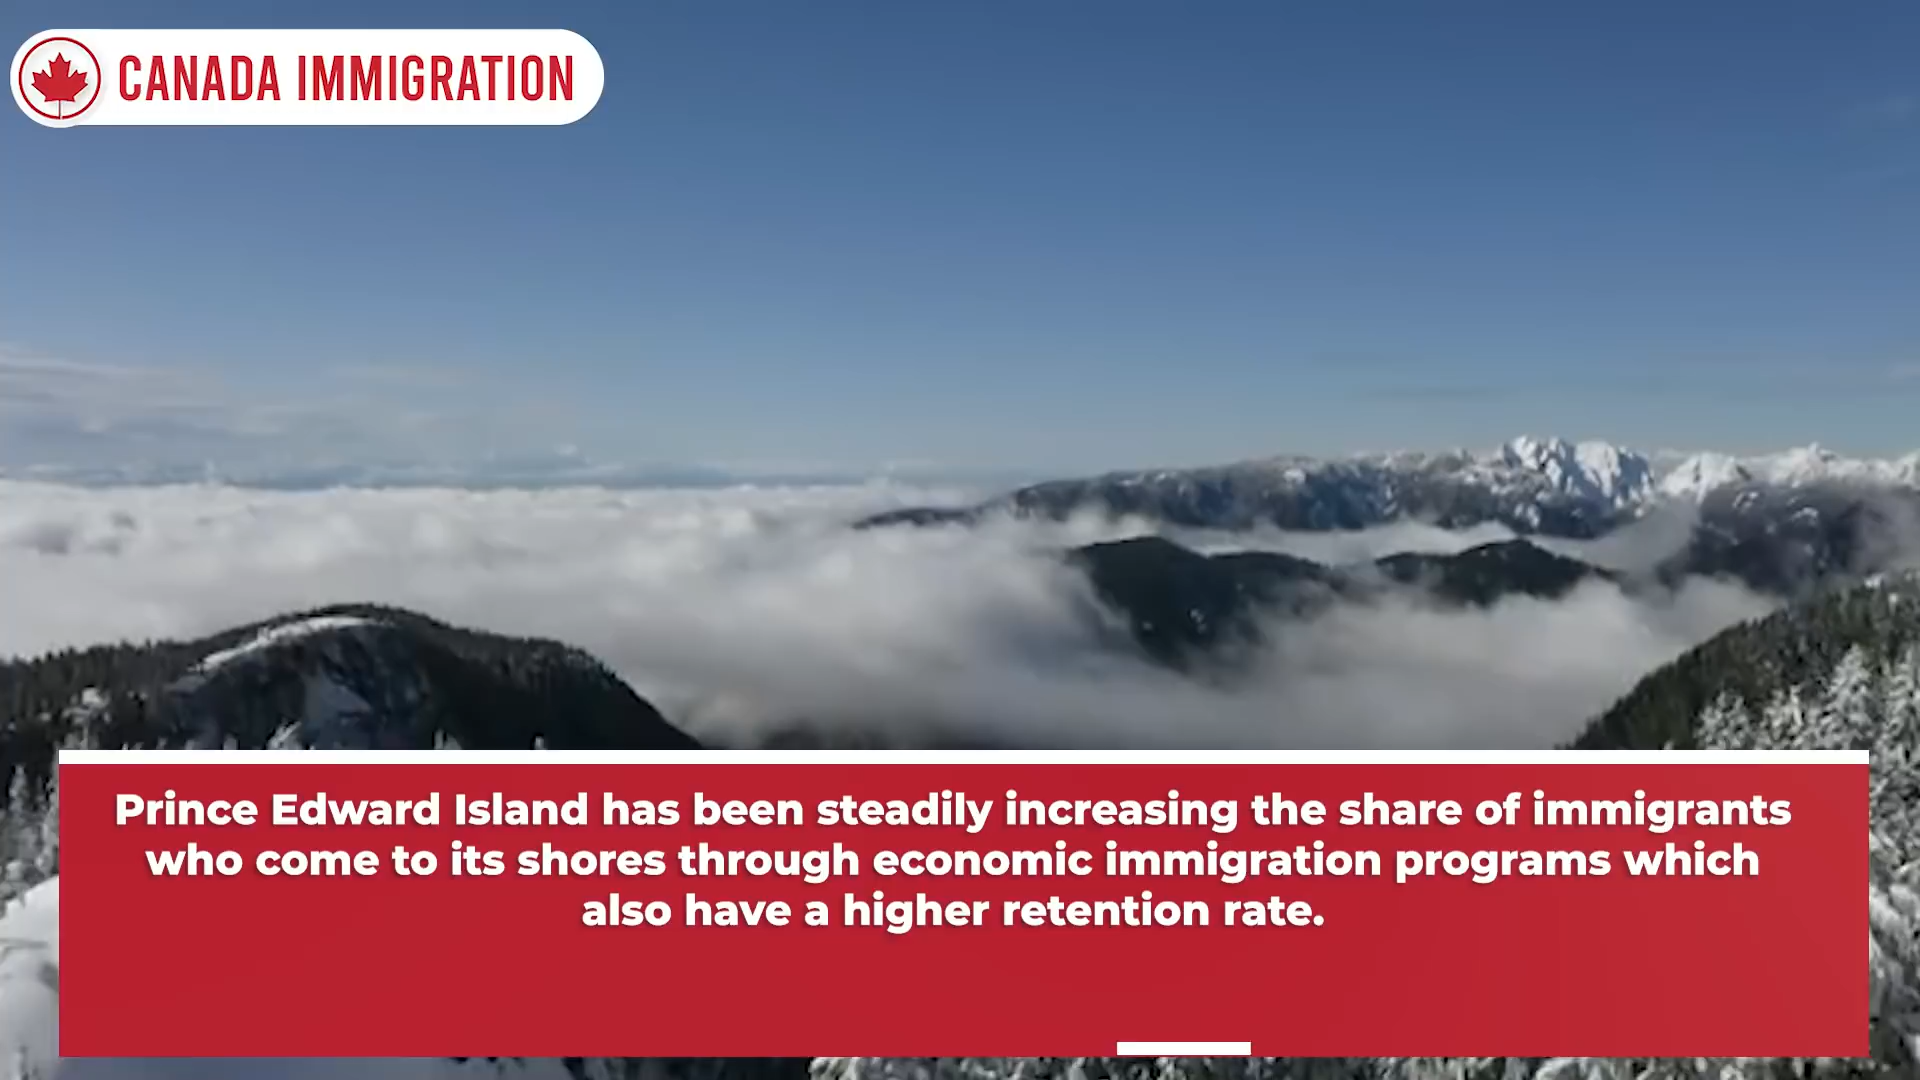 CANADA IMMIGRATION
Prince Edward Island has been steadily increasing the share of immigrants
who come to its shores through economic immigration programs which
also have a higher retention rate.